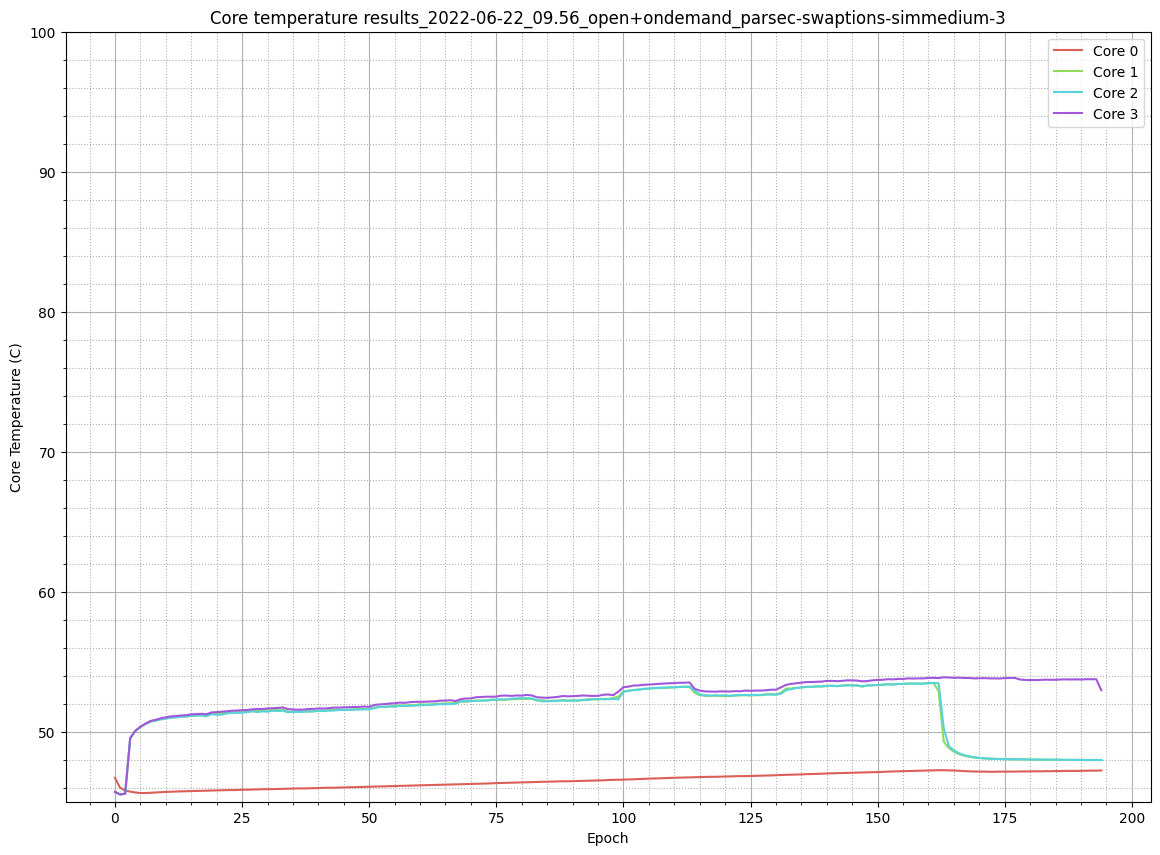 Core temperature results_2022-06-22_09.56_open+ondemand_parsec-swaptions-simmedium-3
100
90
80
70
60
50
Core Temperature (C)
Core 0
Core 1
Core 2
Core 3
0
25
50
75
100
125
150
175
200
Epoch